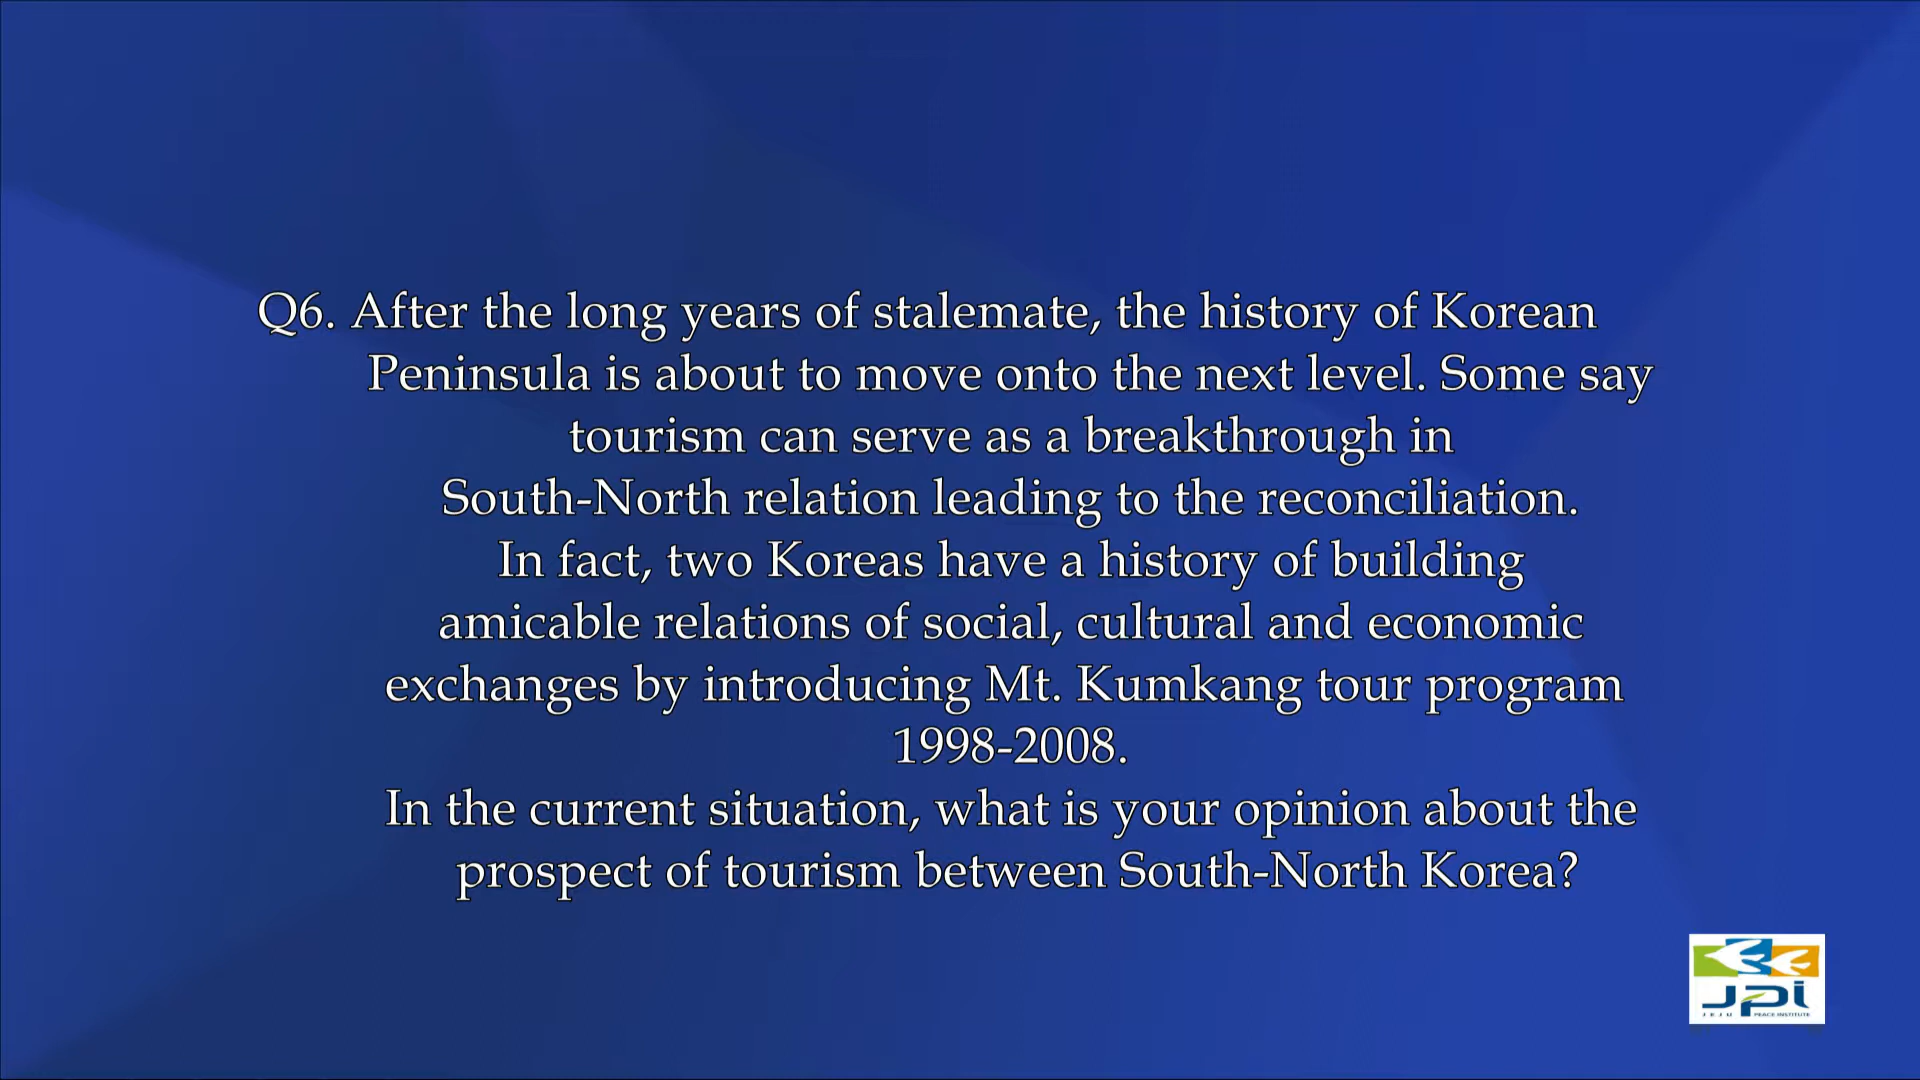 Q6. After the long years of stalemate, the history of Korean
Peninsula is about to move onto the next level. Some say
tourism can serve as a breakthrough in
South-North relation leading to the reconciliation.
In fact, two Koreas have a history of building
amicable relations of social, cultural and economic
exchanges by introducing Mt. Kumkang tour program
1998-2008.
In the current situation, what is your opinion about the
prospect of tourism between South-North Korea?
JPI
JEJU PEACE INSTITUTE